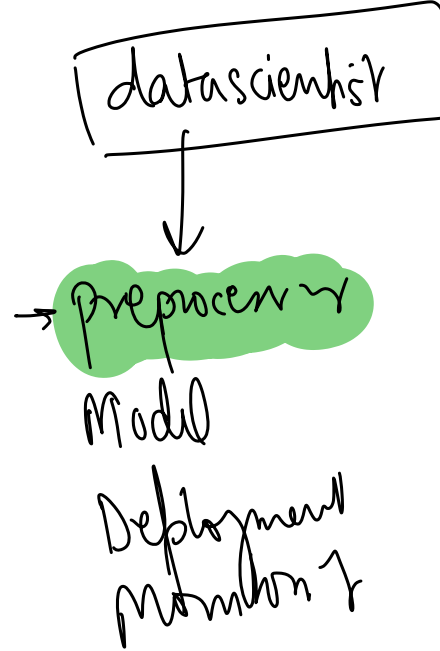 datascientist
preprocessing
Model
Deployment
Monitoring